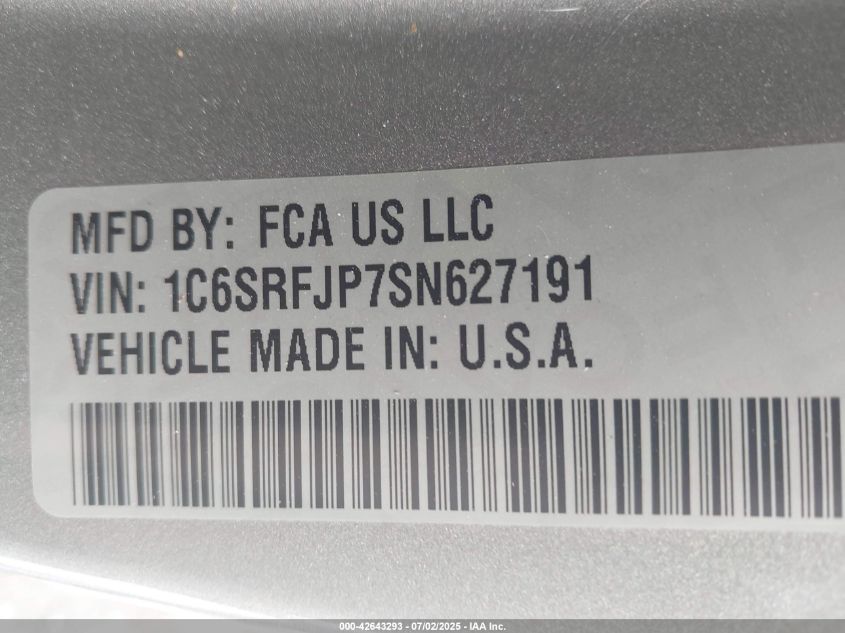 MFD BY: FCA US LLC
VIN: 1C6SRFJP7SN627191
VEHICLE MADE IN: U.S.A.
000-42643293 - 07/02/2025 - IAA Inc.